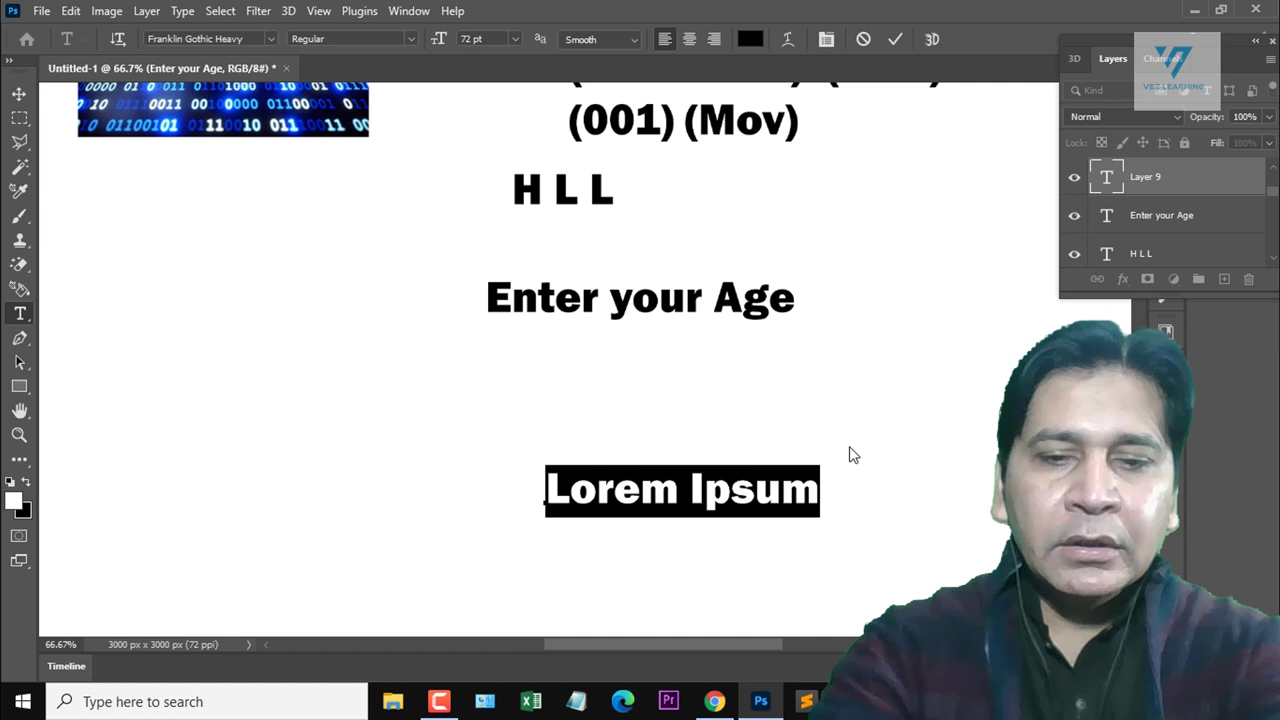 File Edit Image Layer Type Select Filter 3D View Plugins Window Help
Franklin Gothic Heavy Regular 72 pt Smooth 3D
Untitled-1 @ 66.7% (Enter your Age, RGB/8#) *
3D Layers Channels
VEZ LEARNING
Kind
Normal Opacity: 100%
Lock: Fill: 100%
Layer 9
Enter your Age
H L L
(001) (Mov)
H L L
Enter your Age
Lorem Ipsum
66.67% 3000 px x 3000 px (72 ppi)
Timeline
Type here to search